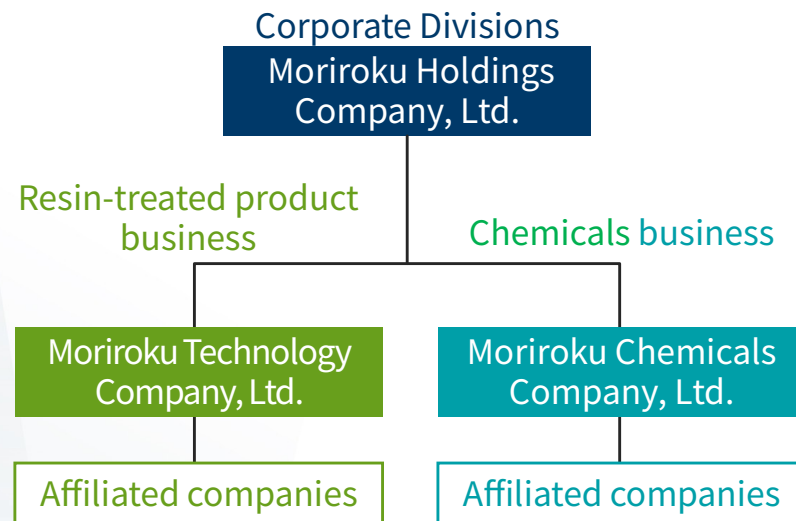 Corporate Divisions
Moriroku Holdings
Company, Ltd.
Resin-treated product
business
Chemicals business
Moriroku Technology
Company, Ltd.
Moriroku Chemicals
Company, Ltd.
Affiliated companies
Affiliated companies